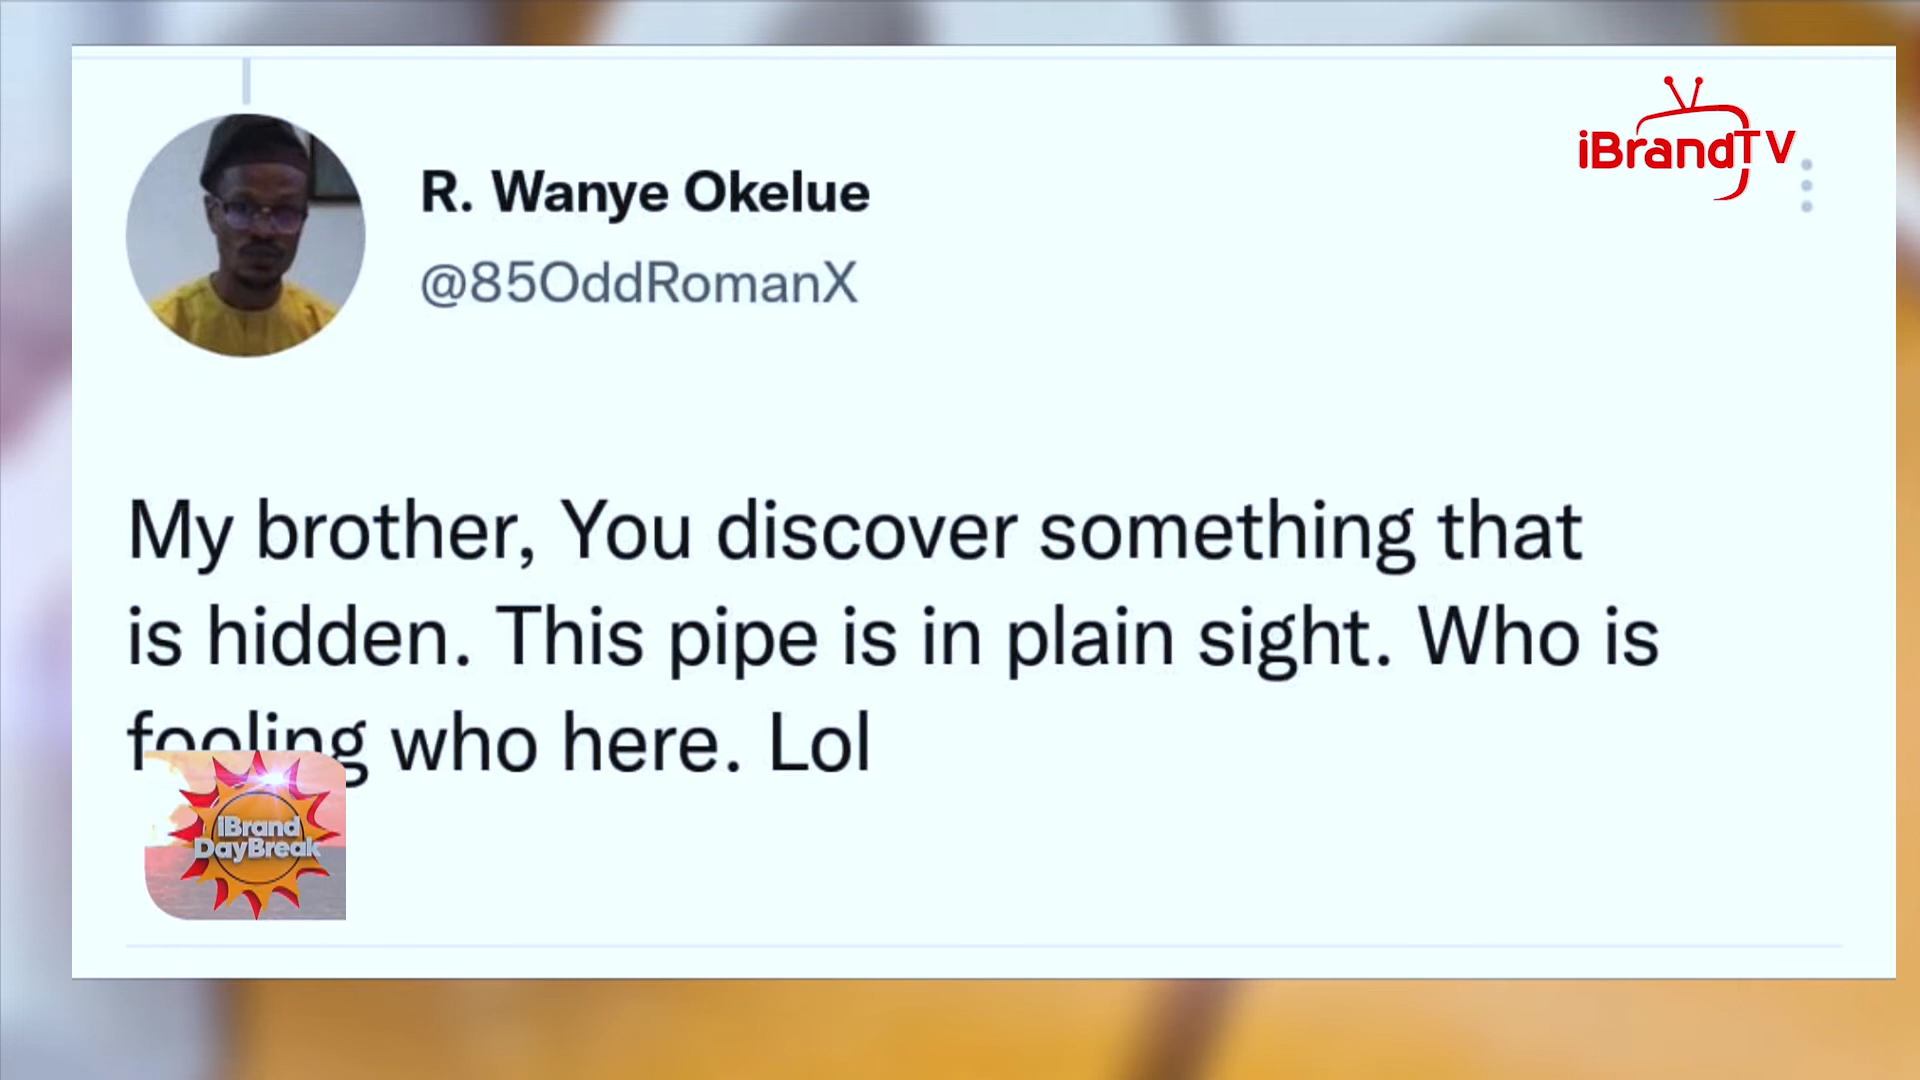 iBrandTV
R. Wanye Okelue
@85OddRomanX
My brother, You discover something that
is hidden. This pipe is in plain sight. Who is
fooling who here. Lol
iBrand
DayBreak